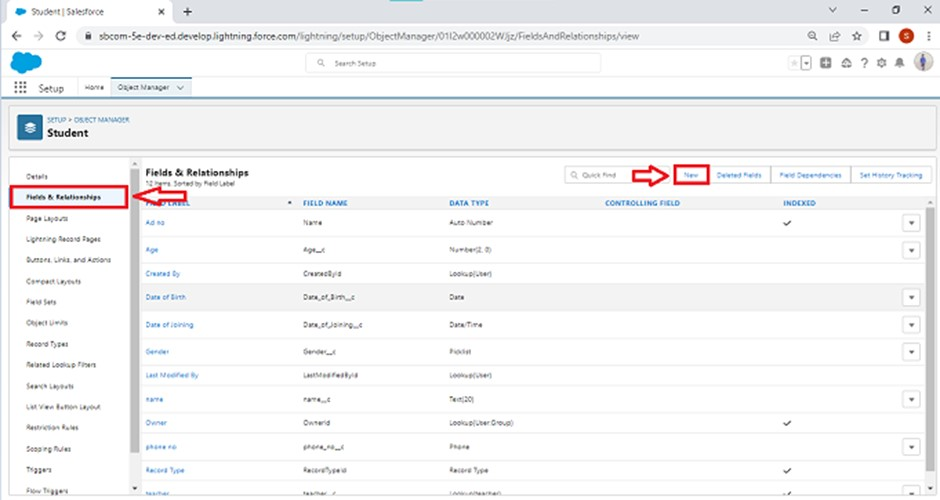 Student | Salesforce
sbcom-5e-dev-ed.develop.lightning.force.com/lightning/setup/ObjectManager/01I2w000002WJjz/FieldsAndRelationships/view
S
Search Setup
Setup Home Object Manager
SETUP > OBJECT MANAGER
Student
Details
Fields & Relationships
Page Layouts
Lightning Record Pages
Buttons, Links, and Actions
Compact Layouts
Field Sets
Object Limits
Record Types
Related Lookup Filters
Search Layouts
List View Button Layout
Restriction Rules
Scoping Rules
Triggers
Flow Triggers
Fields & Relationships
12 Items, Sorted by Field Label
Quick Find New Deleted Fields Field Dependencies Set History Tracking
FIELD LABEL FIELD NAME DATA TYPE CONTROLLING FIELD INDEXED
Ad no Name Auto Number
Age Age__c Number(2, 0)
Created By CreatedById Lookup(User)
Date of Birth Date_of_Birth__c Date
Date of Joining Date_of_Joining__c Date/Time
Gender Gender__c Picklist
Last Modified By LastModifiedById Lookup(User)
name name__c Text(20)
Owner OwnerId Lookup(User,Group)
phone no phone_no__c Phone
Record Type RecordTypeId Record Type
teacher teacher__c Lookup(teacher)